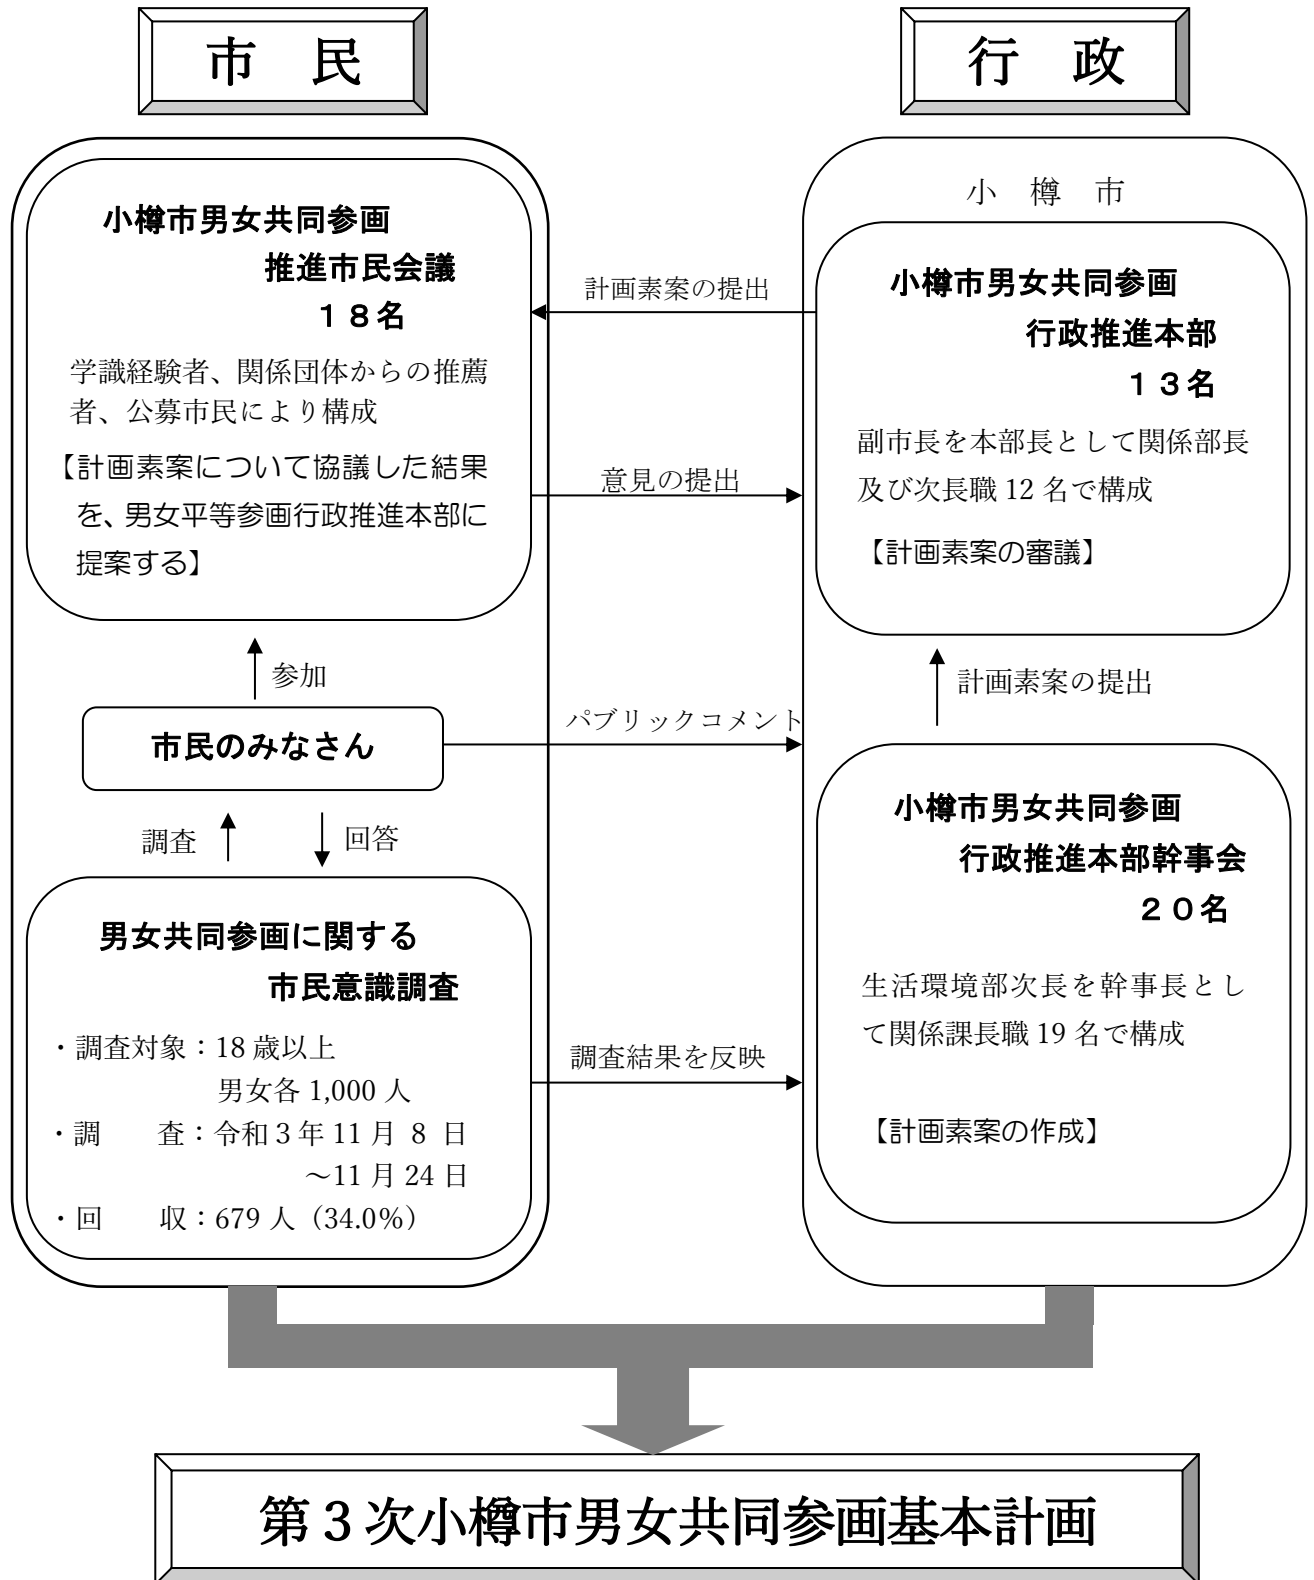 市　民
行　政
小樽市男女共同参画
推進市民会議
１８名
学識経験者、関係団体からの推薦
者、公募市民により構成
【計画素案について協議した結果
を、男女平等参画行政推進本部に
提案する】
参加
市民のみなさん
調査
回答
男女共同参画に関する
市民意識調査
・調査対象：18 歳以上
男女各 1,000 人
・調　　査：令和３年 11 月 8 日
～11 月 24 日
・回　　収：679 人（34.0%）
計画素案の提出
意見の提出
パブリックコメント
調査結果を反映
小　樽　市
小樽市男女共同参画
行政推進本部
１３名
副市長を本部長として関係部長
及び次長職 12 名で構成
【計画素案の審議】
計画素案の提出
小樽市男女共同参画
行政推進本部幹事会
２０名
生活環境部次長を幹事長とし
て関係課長職 19 名で構成
【計画素案の作成】
第３次小樽市男女共同参画基本計画